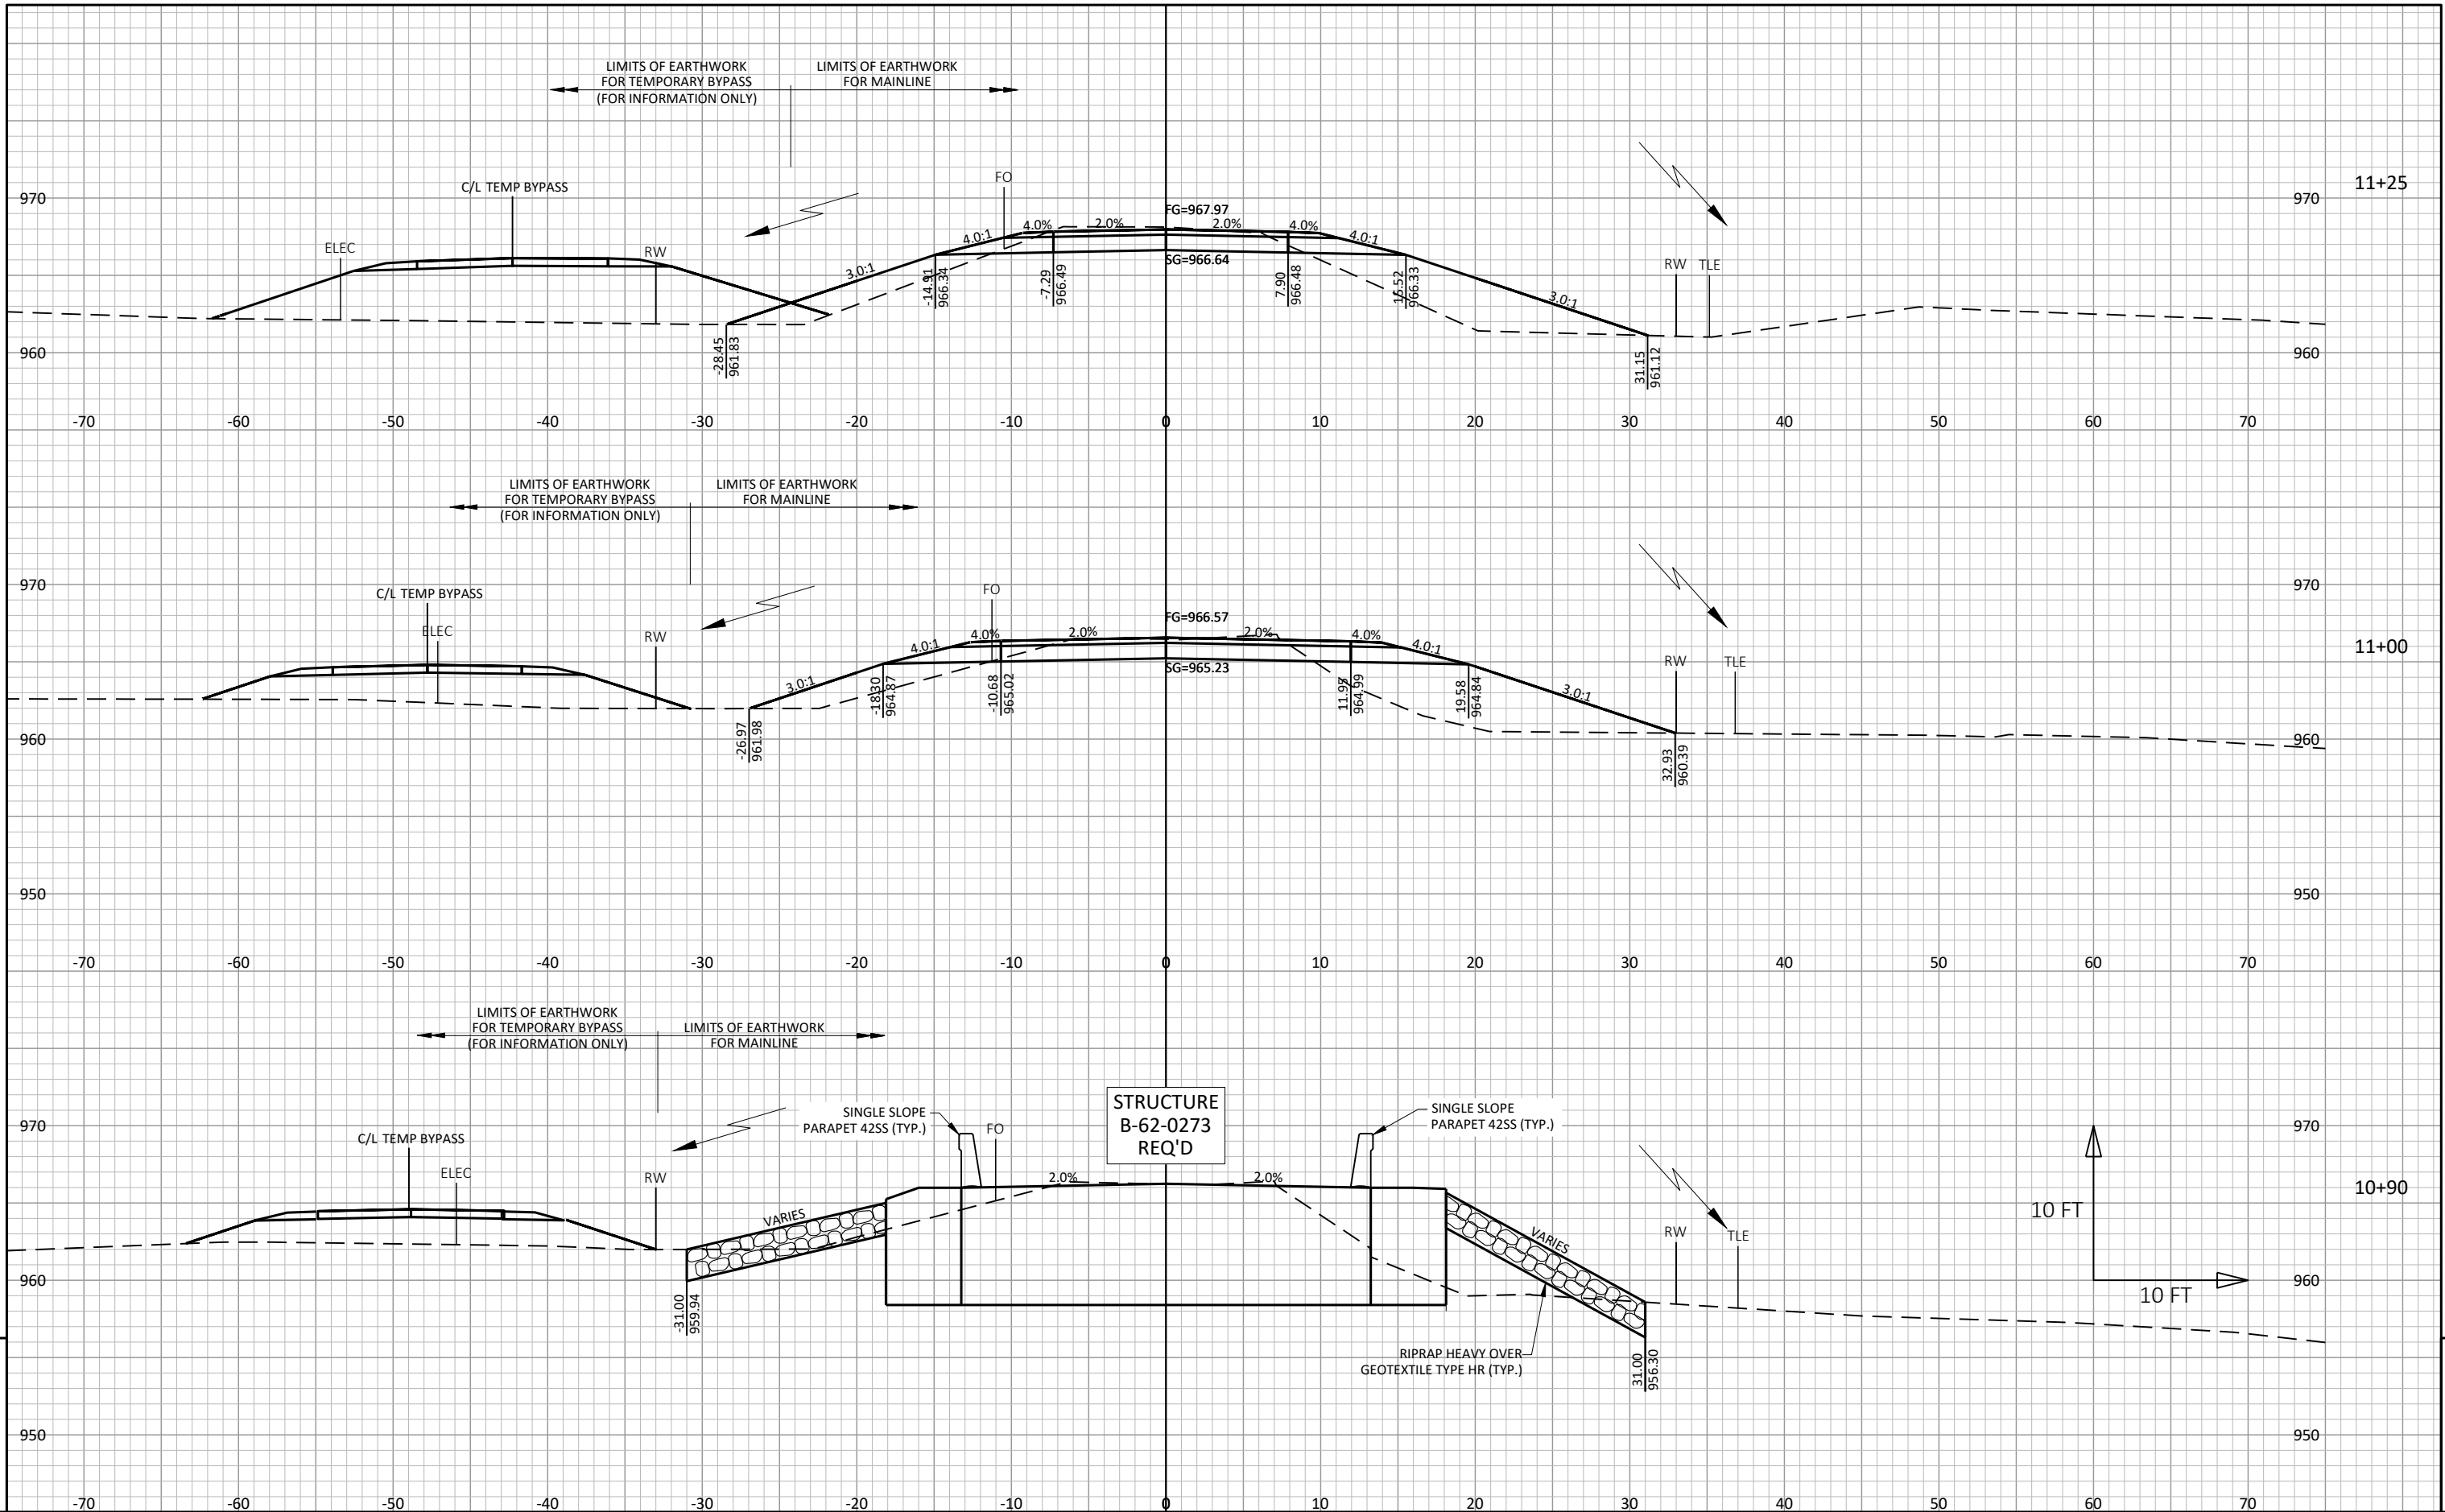 LIMITS OF EARTHWORK
FOR TEMPORARY BYPASS
(FOR INFORMATION ONLY)
LIMITS OF EARTHWORK
FOR MAINLINE
11+25
970
970
C/L TEMP BYPASS
FO
ELEC
RW
4.0:1
4.0%
2.0%
FG=967.97
2.0%
4.0%
4.0:1
3.0:1
SG=966.64
RW
TLE
3.0:1
-14.91
966.34
-7.29
966.49
7.90
966.48
15.52
966.33
960
960
-28.45
961.83
31.15
961.12
-70
-60
-50
-40
-30
-20
-10
0
10
20
30
40
50
60
70
LIMITS OF EARTHWORK
FOR TEMPORARY BYPASS
(FOR INFORMATION ONLY)
LIMITS OF EARTHWORK
FOR MAINLINE
11+00
970
970
C/L TEMP BYPASS
FO
ELEC
RW
4.0:1
4.0%
2.0%
FG=966.57
2.0%
4.0%
4.0:1
3.0:1
SG=965.23
RW
TLE
3.0:1
-18.30
964.87
-10.68
965.02
11.95
964.99
19.58
964.84
960
960
-26.97
961.98
32.93
960.39
950
950
-70
-60
-50
-40
-30
-20
-10
0
10
20
30
40
50
60
70
LIMITS OF EARTHWORK
FOR TEMPORARY BYPASS
(FOR INFORMATION ONLY)
LIMITS OF EARTHWORK
FOR MAINLINE
10+90
970
970
SINGLE SLOPE
PARAPET 42SS (TYP.)
FO
STRUCTURE
B-62-0273
REQ'D
SINGLE SLOPE
PARAPET 42SS (TYP.)
C/L TEMP BYPASS
ELEC
RW
2.0%
2.0%
VARIES
VARIES
RW
TLE
10 FT
10 FT
960
960
-31.00
959.94
RIPRAP HEAVY OVER
GEOTEXTILE TYPE HR (TYP.)
31.00
956.30
950
950
-70
-60
-50
-40
-30
-20
-10
0
10
20
30
40
50
60
70